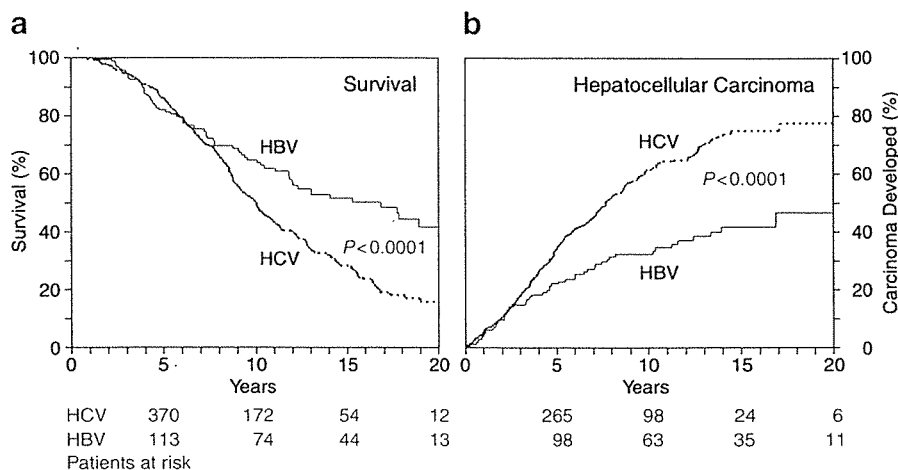 a
Survival (%)
100
80
60
40
20
0
Survival
HBV
HCV
P<0.0001
0 5 10 15 20
Years
HCV 370 172 54 12
HBV 113 74 44 13
Patients at risk
b
Hepatocellular Carcinoma
HCV
P<0.0001
HBV
100
80
60
40
20
0
Carcinoma Developed (%)
0 5 10 15 20
Years
265 98 24 6
98 63 35 11